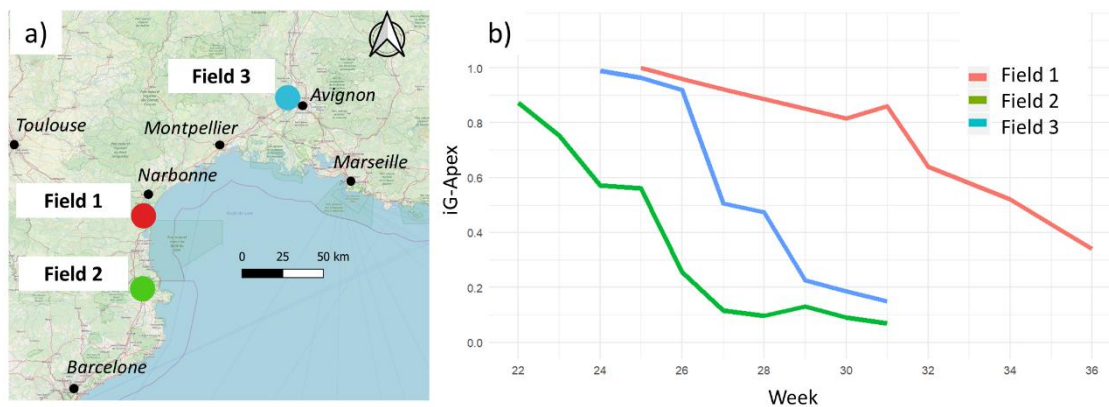 a)
Field 3
Avignon
Toulouse
Montpellier
Marseille
Narbonne
Field 1
0 25 50 km
Field 2
Barcelone
b)
Field 1
Field 2
Field 3
iG-Apex
1.0
0.8
0.6
0.4
0.2
0.0
22 24 26 28 30 32 34 36
Week